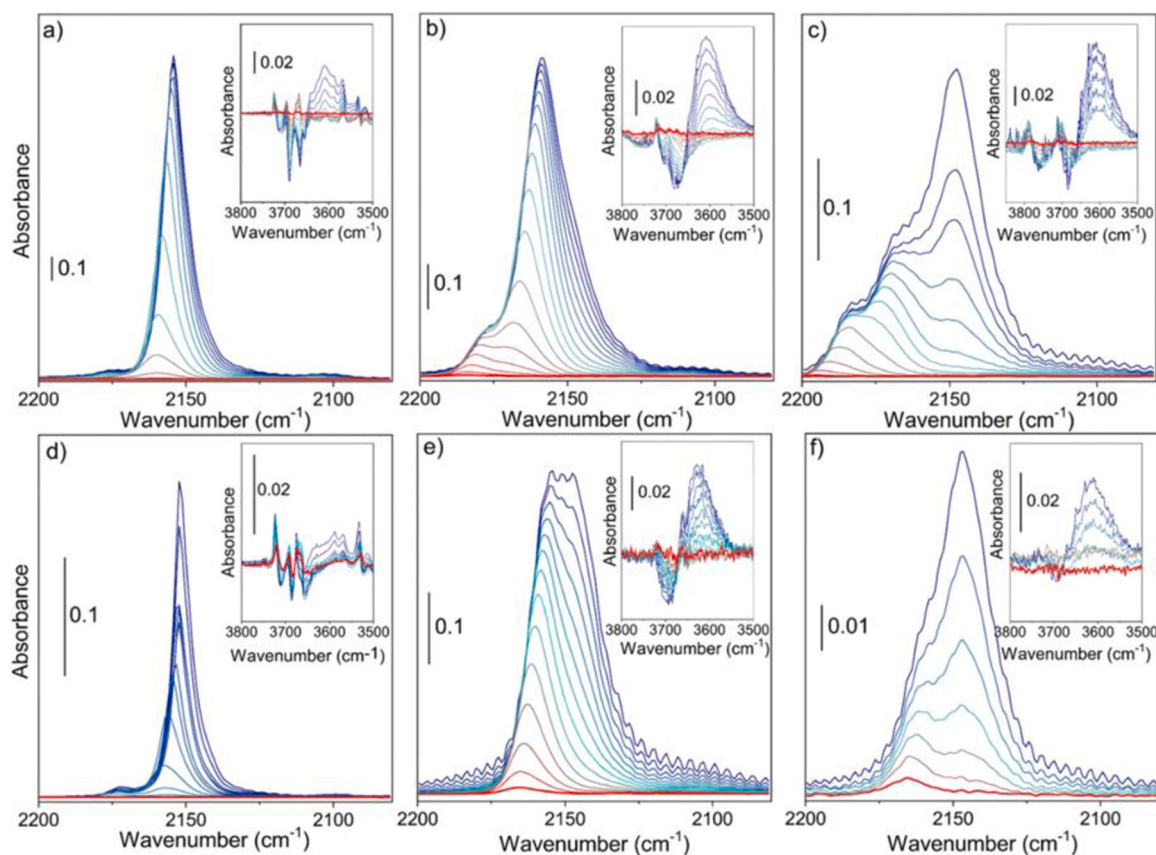 a)
0.02
Absorbance
3800 3700 3600 3500
Wavenumber (cm⁻¹)
0.1
Absorbance
2200 2150 2100
Wavenumber (cm⁻¹)
b)
0.02
Absorbance
3800 3700 3600 3500
Wavenumber (cm⁻¹)
0.1
2200 2150 2100
Wavenumber (cm⁻¹)
c)
0.02
Absorbance
3800 3700 3600 3500
Wavenumber (cm⁻¹)
0.1
2200 2150 2100
Wavenumber (cm⁻¹)
d)
0.02
Absorbance
3800 3700 3600 3500
Wavenumber (cm-1)
0.1
Absorbance
2200 2150 2100
Wavenumber (cm⁻¹)
e)
0.02
Absorbance
3800 3700 3600 3500
Wavenumber (cm⁻¹)
0.1
2200 2150 2100
Wavenumber (cm⁻¹)
f)
0.02
Absorbance
3800 3700 3600 3500
Wavenumber (cm⁻¹)
0.01
2200 2150 2100
Wavenumber (cm⁻¹)